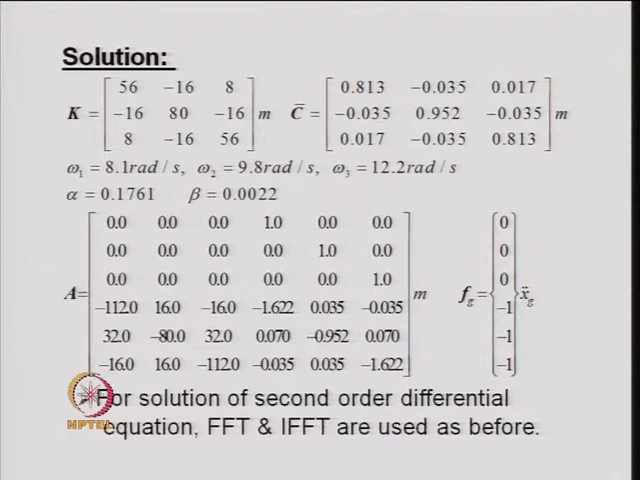 Solution:
K = [56 −16 8; −16 80 −16; 8 −16 56] m C̄ = [0.813 −0.035 0.017; −0.035 0.952 −0.035; 0.017 −0.035 0.813] m
ω₁ = 8.1rad / s, ω₂ = 9.8rad / s, ω₃ = 12.2rad / s
α = 0.1761 β = 0.0022
A= [0.0 0.0 0.0 1.0 0.0 0.0
0.0 0.0 0.0 0.0 1.0 0.0
0.0 0.0 0.0 0.0 0.0 1.0
−112.0 16.0 −16.0 −1.622 0.035 −0.035
32.0 −80.0 32.0 0.070 −0.952 0.070
−16.0 16.0 −112.0 −0.035 0.035 −1.622] m
f_g = {0 0 0 −1 −1 −1} ẍ_g
For solution of second order differential
equation, FFT & IFFT are used as before.
NPTEL